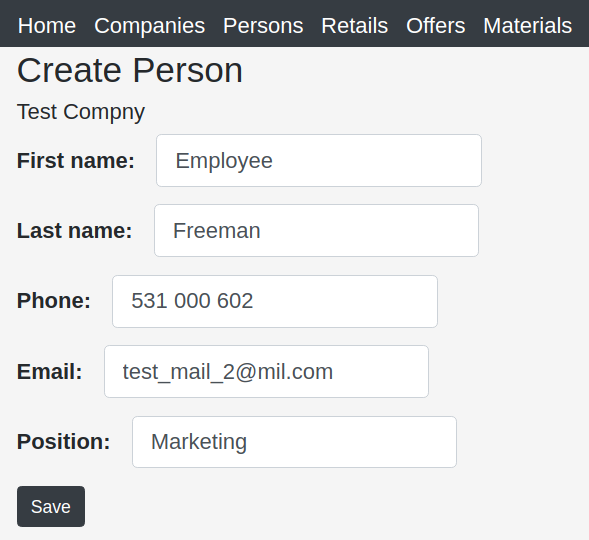 Home Companies Persons Retails Offers Materials
Create Person
Test Compny
First name: Employee
Last name: Freeman
Phone: 531 000 602
Email: test_mail_2@mil.com
Position: Marketing
Save